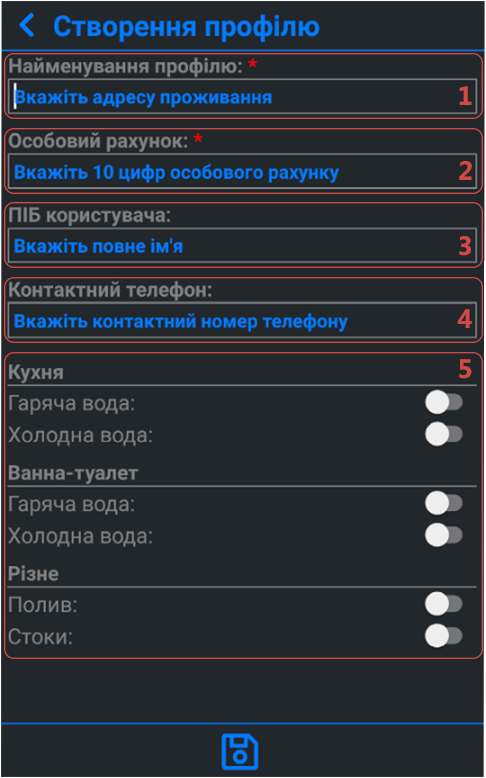 Створення профілю
Найменування профілю: *
Вкажіть адресу проживання 1
Особовий рахунок: *
Вкажіть 10 цифр особового рахунку 2
ПІБ користувача:
Вкажіть повне ім'я 3
Контактний телефон:
Вкажіть контактний номер телефону 4
Кухня 5
Гаряча вода:
Холодна вода:
Ванна-туалет
Гаряча вода:
Холодна вода:
Різне
Полив:
Стоки: